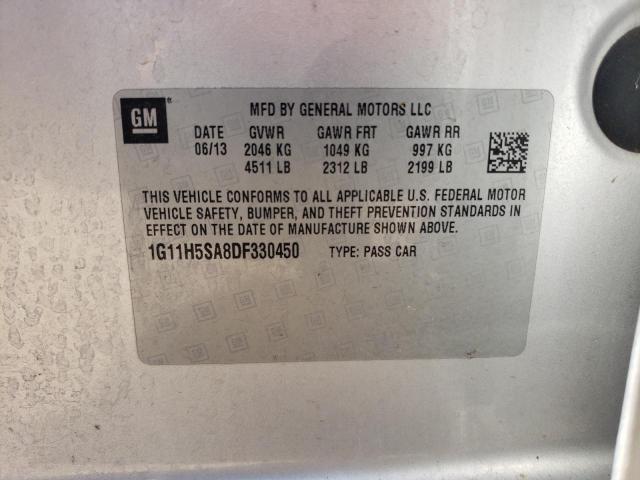 GM
MFD BY GENERAL MOTORS LLC
DATE GVWR GAWR FRT GAWR RR
06/13 2046 KG 1049 KG 997 KG
4511 LB 2312 LB 2199 LB
THIS VEHICLE CONFORMS TO ALL APPLICABLE U.S. FEDERAL MOTOR
VEHICLE SAFETY, BUMPER, AND THEFT PREVENTION STANDARDS IN
EFFECT ON THE DATE OF MANUFACTURE SHOWN ABOVE.
1G11H5SA8DF330450 TYPE: PASS CAR